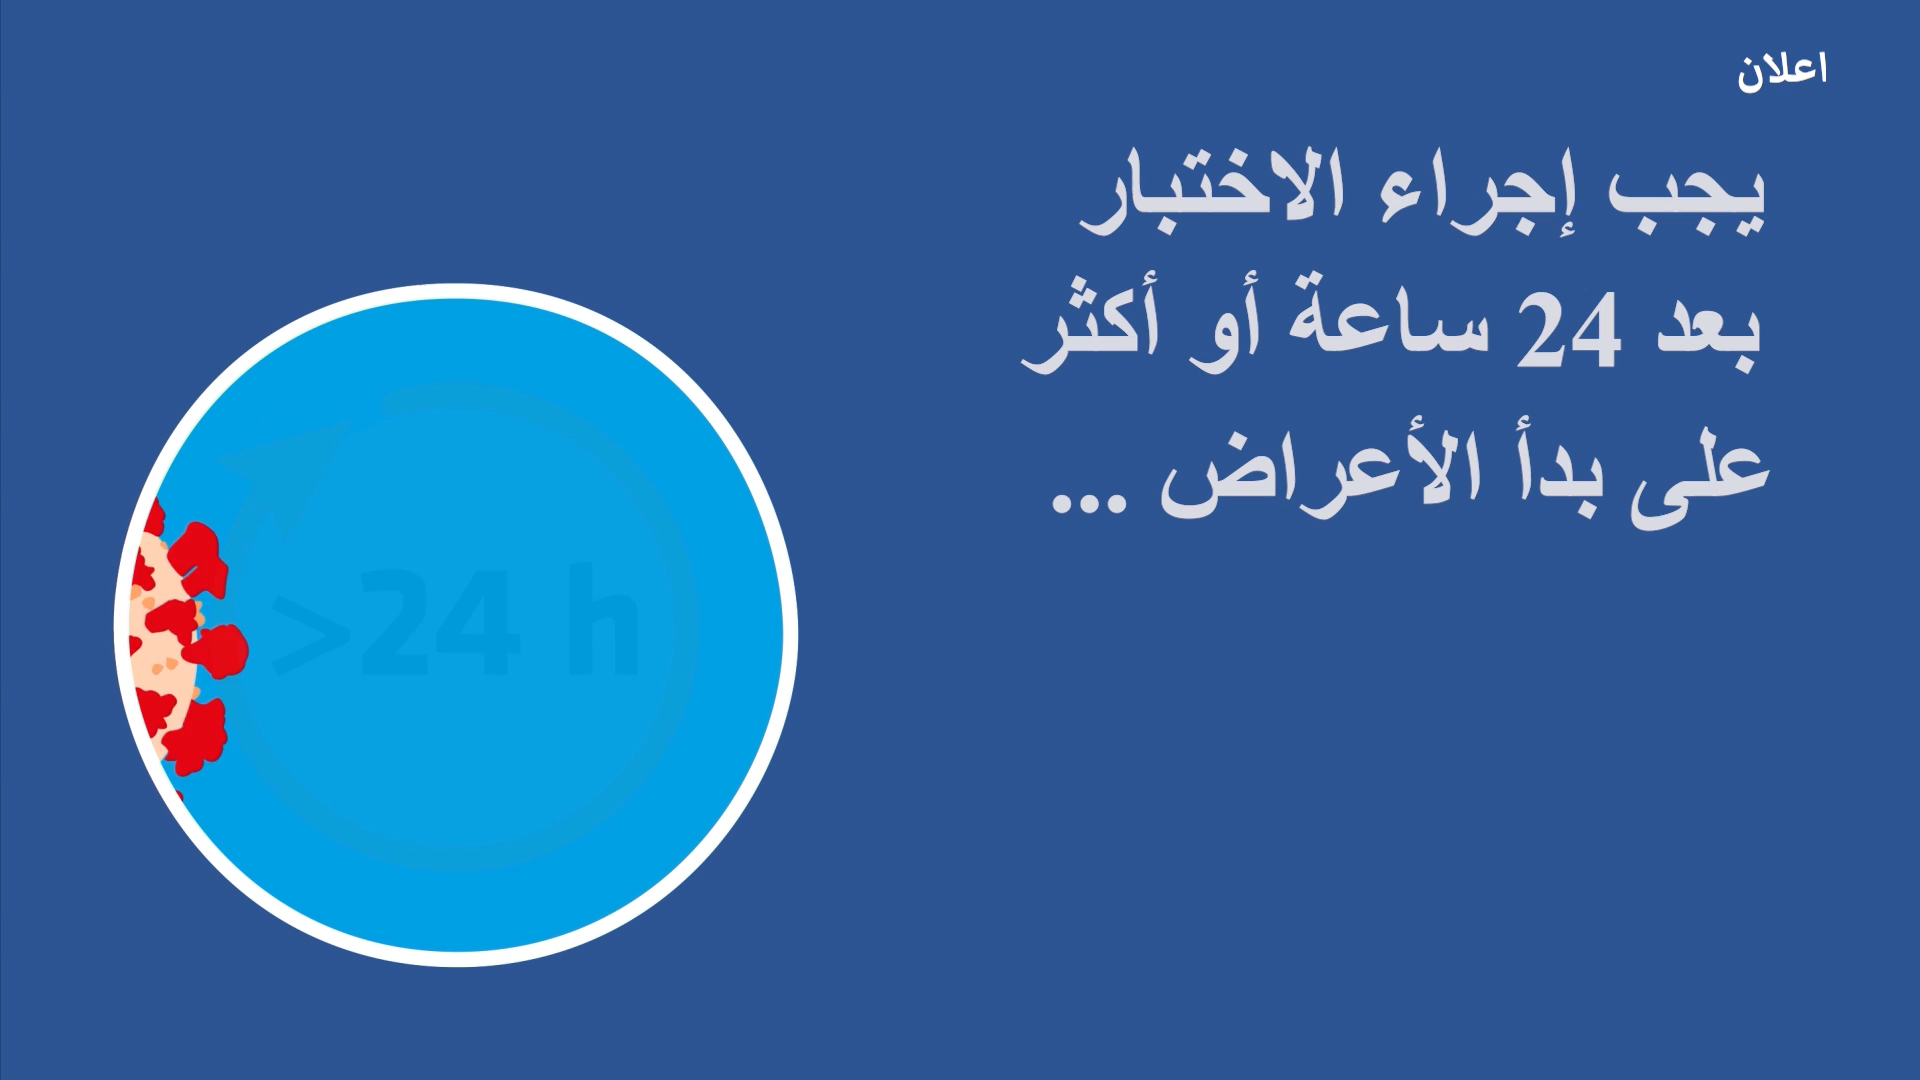 اعلان
يجب إجراء الاختبار
بعد 24 ساعة أو أكثر
على بدأ الأعراض ...
>24 h